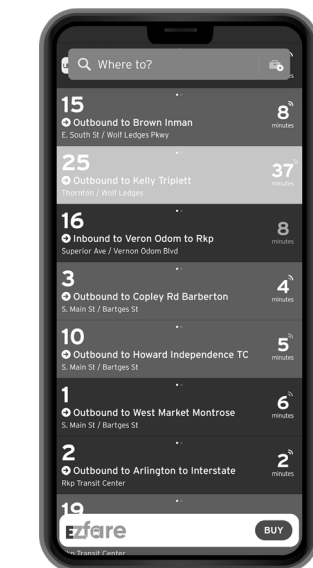 Where to?
15
Outbound to Brown Inman
E. South St / Wolf Ledges Pkwy
8
minutes
25
Outbound to Kelly Triplett
Thornton / Wolf Ledges
37
minutes
16
Inbound to Veron Odom to Rkp
Superior Ave / Vernon Odom Blvd
8
minutes
3
Outbound to Copley Rd Barberton
S. Main St / Bartges St
4
minutes
10
Outbound to Howard Independence TC
S. Main St / Bartges St
5
minutes
1
Outbound to West Market Montrose
S. Main St / Bartges St
6
minutes
2
Outbound to Arlington to Interstate
Rkp Transit Center
2
minutes
19
Ezfare
BUY
Rkp Transit Center